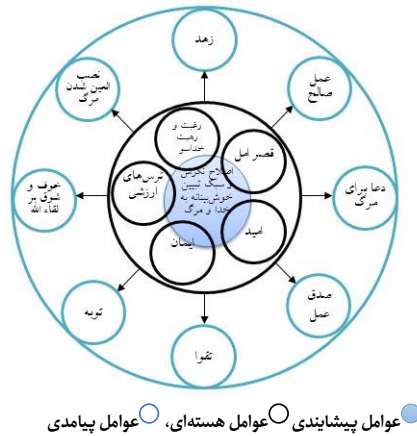 زهد
نصب
العین شدن
مرگ
عمل
صالح
رغبت و
رهبت
خداسو
قصر امل
اصلاح نگرش
و سبک تبیین
خوش‌بینانه به
خدا و مرگ
ترس‌های
ارزشی
ایمان
امید
خوف و
شوق بر
لقاء الله
دعا برای
مرگ
توبه
صدق
عمل
تقوا
عوامل پیشایندی عوامل هسته‌ای، عوامل پیامدی